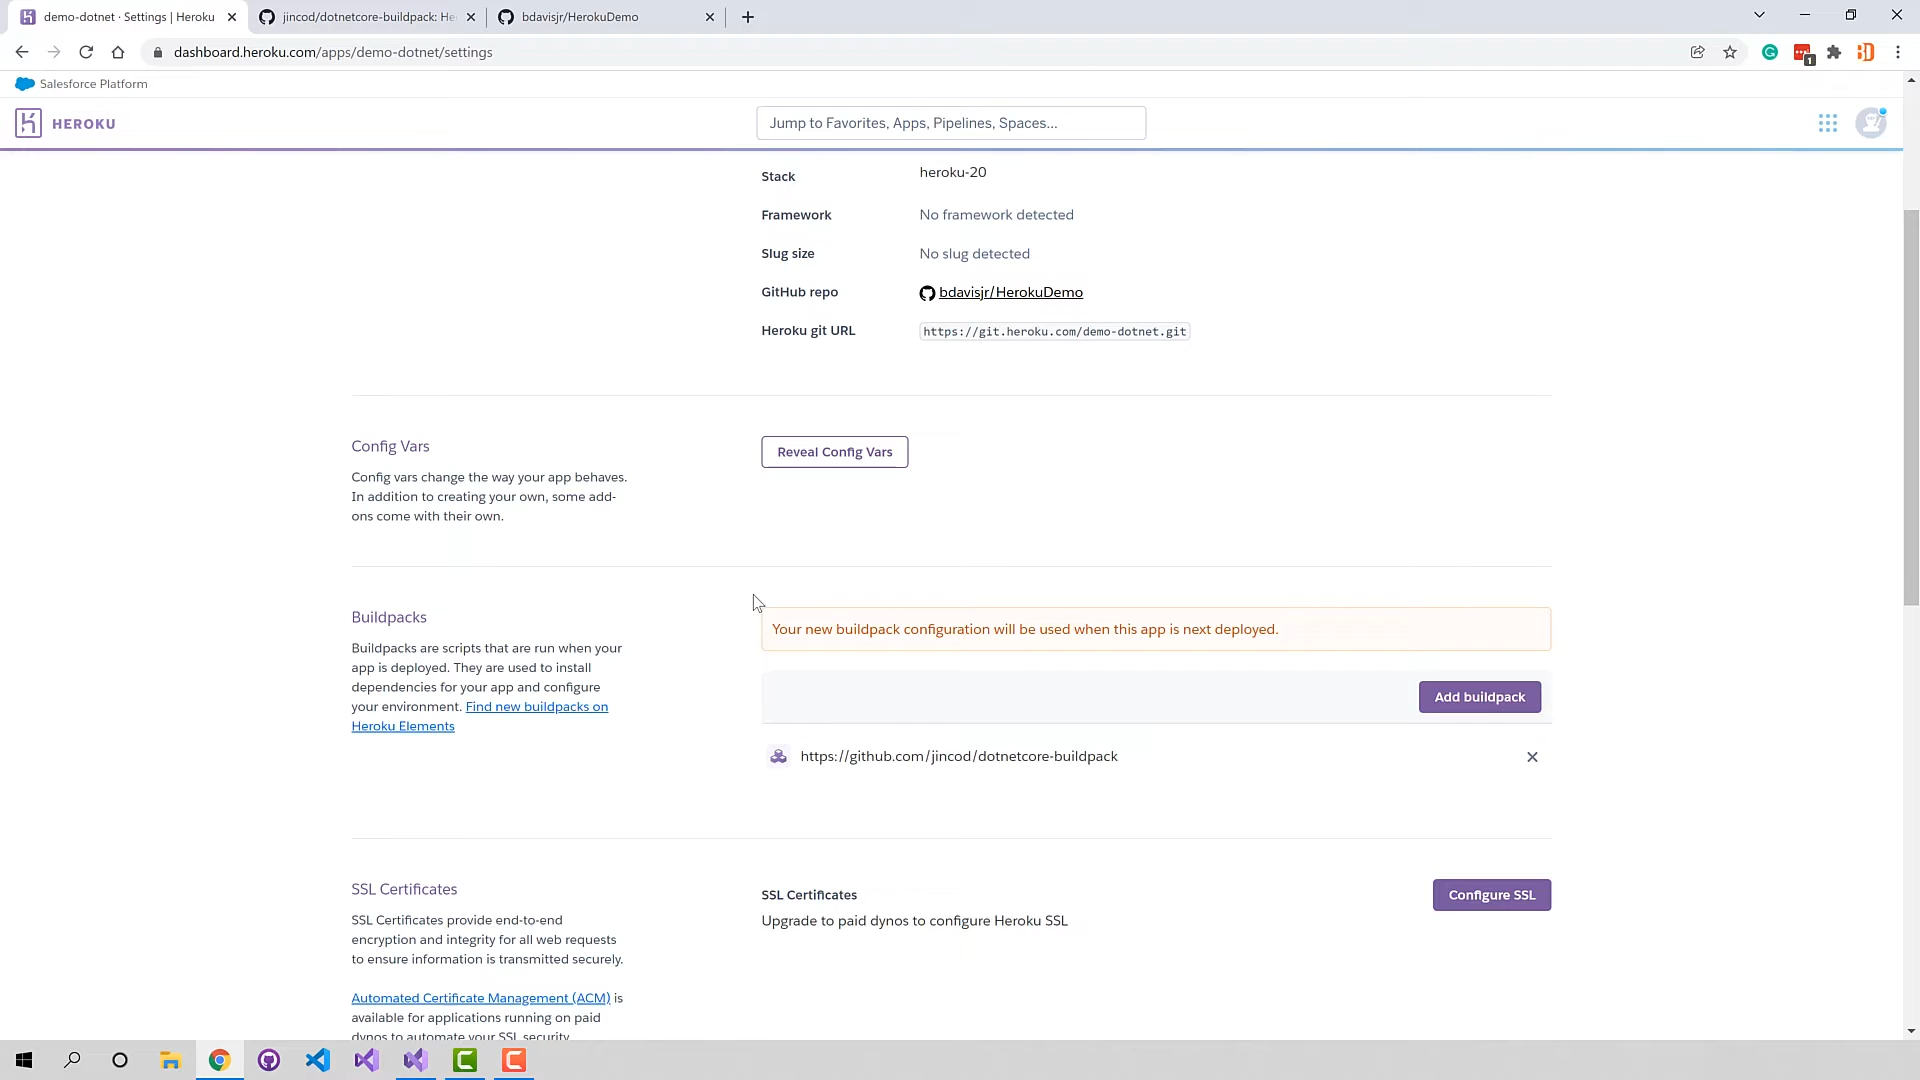 demo-dotnet · Settings | Heroku
jincod/dotnetcore-buildpack: He
bdavisjr/HerokuDemo
dashboard.heroku.com/apps/demo-dotnet/settings
1
Salesforce Platform
HEROKU
Jump to Favorites, Apps, Pipelines, Spaces...
Stack
heroku-20
Framework
No framework detected
Slug size
No slug detected
GitHub repo
bdavisjr/HerokuDemo
Heroku git URL
https://git.heroku.com/demo-dotnet.git
Config Vars
Config vars change the way your app behaves.
In addition to creating your own, some add-
ons come with their own.
Reveal Config Vars
Buildpacks
Buildpacks are scripts that are run when your
app is deployed. They are used to install
dependencies for your app and configure
your environment. Find new buildpacks on
Heroku Elements
Your new buildpack configuration will be used when this app is next deployed.
Add buildpack
https://github.com/jincod/dotnetcore-buildpack
SSL Certificates
SSL Certificates provide end-to-end
encryption and integrity for all web requests
to ensure information is transmitted securely.
Automated Certificate Management (ACM) is
available for applications running on paid
dynos to automate your SSL security.
SSL Certificates
Upgrade to paid dynos to configure Heroku SSL
Configure SSL